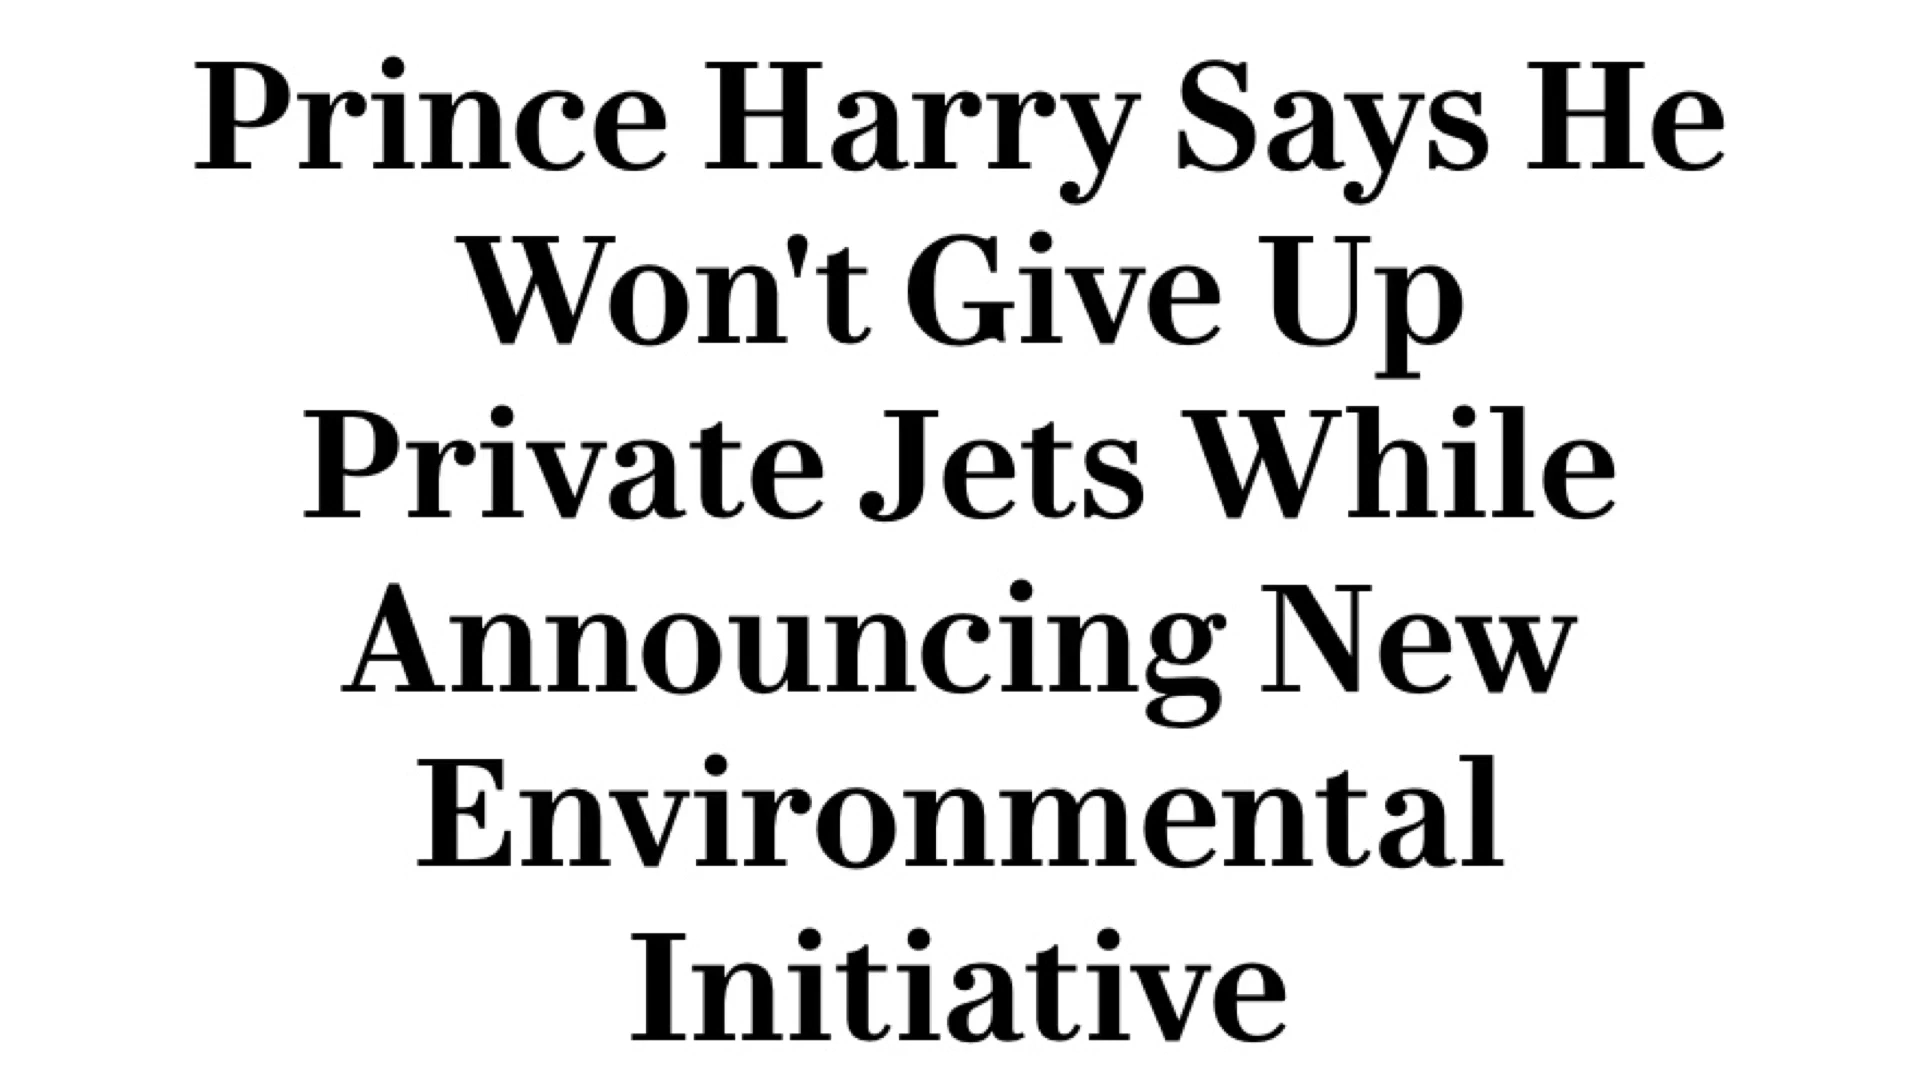 Prince Harry Says He
Won't Give Up
Private Jets While
Announcing New
Environmental
Initiative